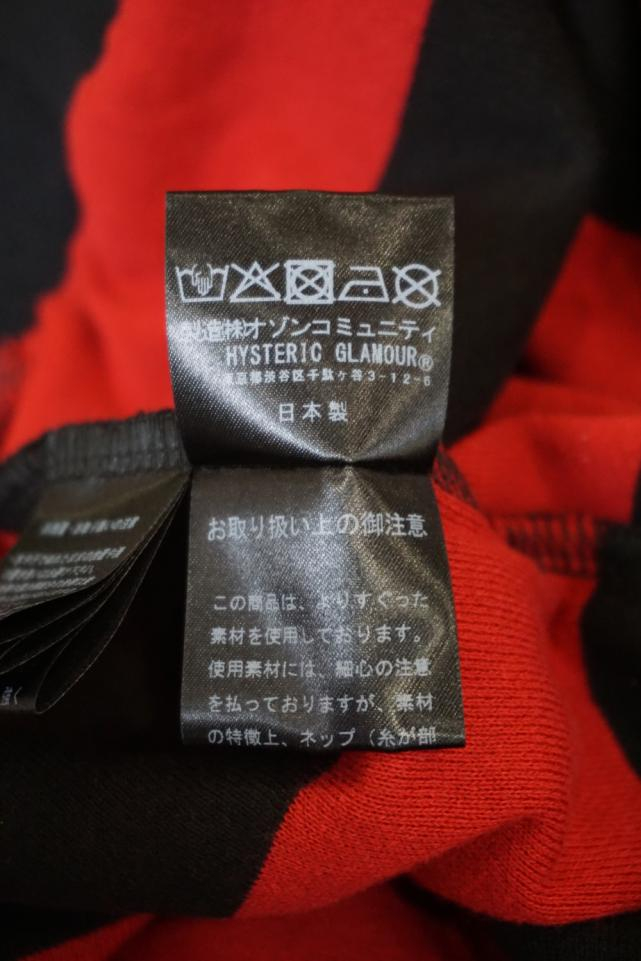 製造㈱オゾンコミュニティ
HYSTERIC GLAMOUR®
東京都渋谷区千駄ヶ谷3-12-6
日本製
お取り扱い上の御注意
この商品は、よりすぐった
素材を使用しております。
使用素材には、細心の注意
を払っておりますが、素材
の特徴上、ネップ（糸が部